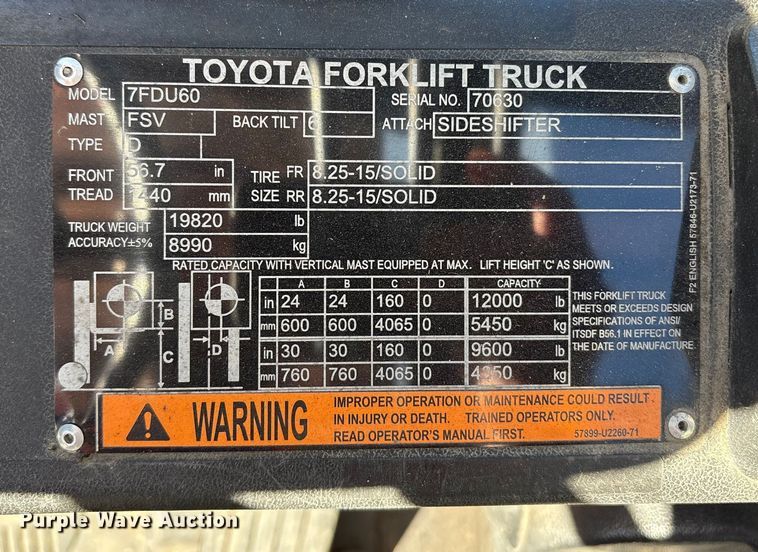 TOYOTA FORKLIFT TRUCK
MODEL 7FDU60 SERIAL NO. 70630
MAST FSV BACK TILT 6 ATTACH SIDESHIFTER
TYPE D
FRONT TREAD 56.7 in
1440 mm
TIRE SIZE FR 8.25-15/SOLID
RR 8.25-15/SOLID
TRUCK WEIGHT 19820 lb
ACCURACY±5% 8990 kg
RATED CAPACITY WITH VERTICAL MAST EQUIPPED AT MAX. LIFT HEIGHT 'C' AS SHOWN.
A B C D CAPACITY
in 24 24 160 0 12000 lb
mm 600 600 4065 0 5450 kg
in 30 30 160 0 9600 lb
mm 760 760 4065 0 4350 kg
A B C D
THIS FORKLIFT TRUCK
MEETS OR EXCEEDS DESIGN
SPECIFICATIONS OF ANSI/
ITSDF B56.1 IN EFFECT ON
THE DATE OF MANUFACTURE
F2 ENGLISH 57846-U2173-71
WARNING
IMPROPER OPERATION OR MAINTENANCE COULD RESULT
IN INJURY OR DEATH. TRAINED OPERATORS ONLY.
READ OPERATOR'S MANUAL FIRST. 57899-U2260-71
Purple Wave Auction